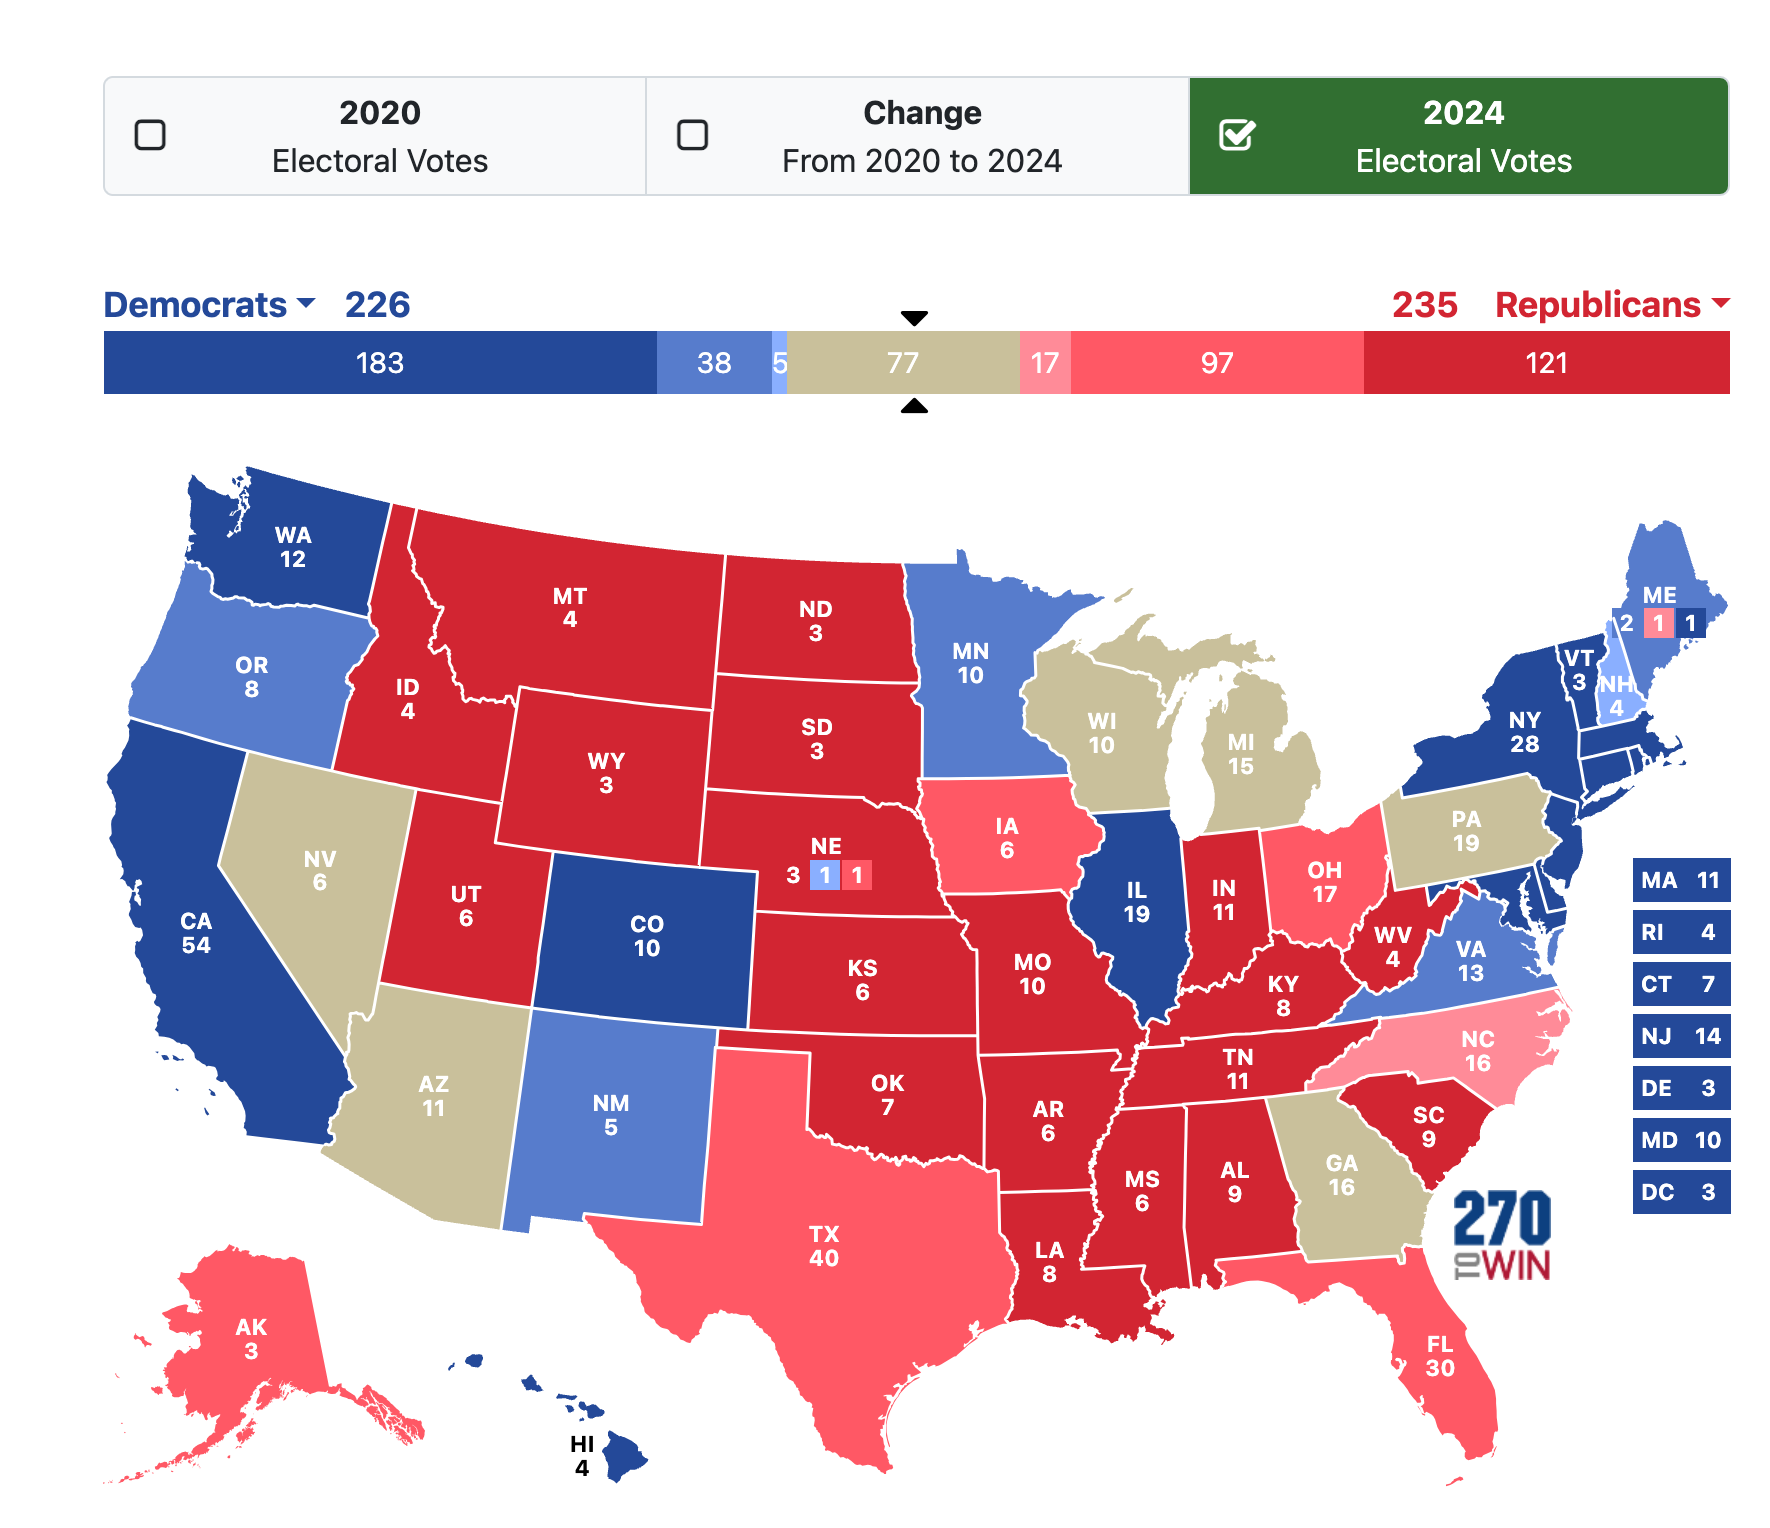 2020
Electoral Votes
Change
From 2020 to 2024
2024
Electoral Votes
Democrats 226
235 Republicans
183 38 5 77 17 97 121
WA
12
OR
8
CA
54
NV
6
ID
4
MT
4
WY
3
UT
6
CO
10
AZ
11
NM
5
ND
3
SD
3
NE
3 1 1
KS
6
OK
7
TX
40
MN
10
IA
6
MO
10
AR
6
LA
8
WI
10
IL
19
MI
15
IN
11
OH
17
KY
8
TN
11
MS
6
AL
9
GA
16
FL
30
SC
9
NC
16
VA
13
WV
4
PA
19
NY
28
VT
3
NH
4
ME
2 1 1
MA 11
RI 4
CT 7
NJ 14
DE 3
MD 10
DC 3
AK
3
HI
4
270
TO WIN